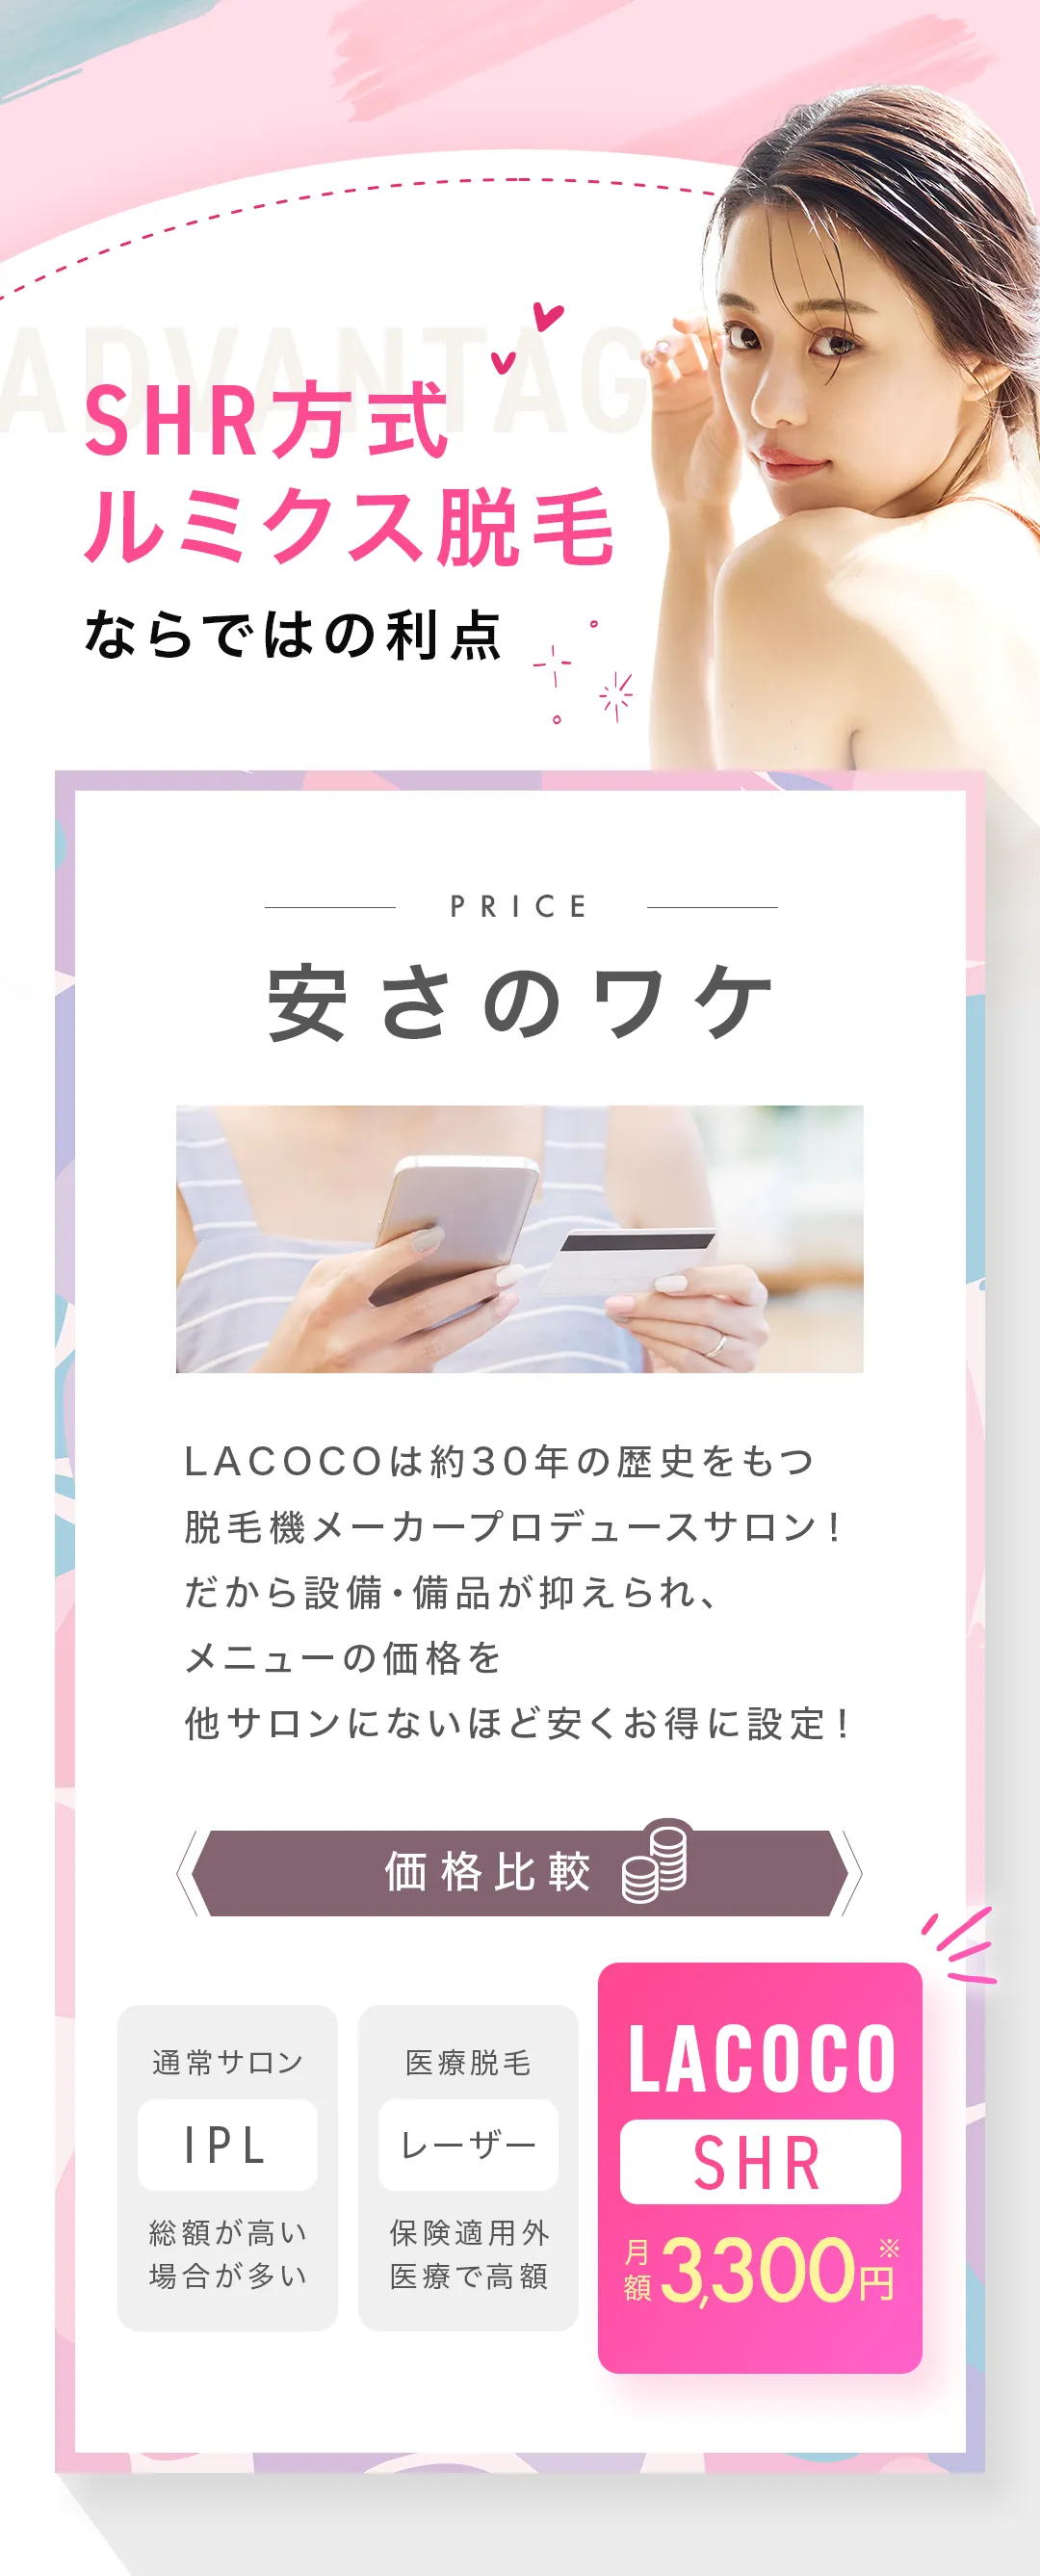 ADVANTAG
SHR方式
ルミクス脱毛
ならではの利点
PRICE
安さのワケ
LACOCOは約30年の歴史をもつ
脱毛機メーカープロデュースサロン!
だから設備・備品が抑えられ、
メニューの価格を
他サロンにないほど安くお得に設定!
価格比較
通常サロン
IPL
総額が高い
場合が多い
医療脱毛
レーザー
保険適用外
医療で高額
LACOCO
SHR
月額3,300円※